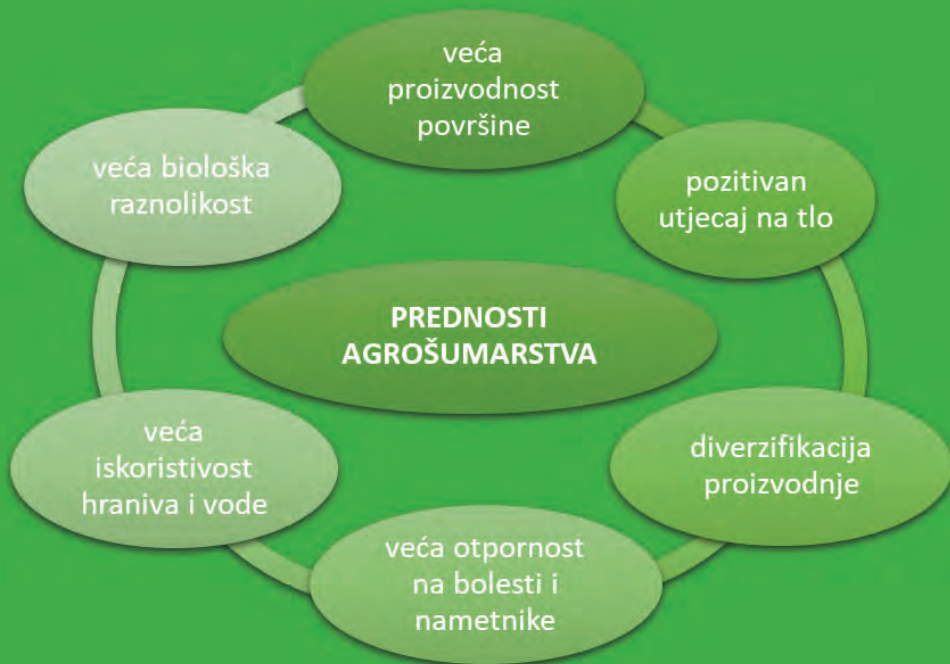 veća
proizvodnost
površine
pozitivan
utjecaj na tlo
diverzifikacija
proizvodnje
veća otpornost
na bolesti i
nametnike
veća
iskoristivost
hraniva i vode
veća biološka
raznolikost
PREDNOSTI
AGROŠUMARSTVA